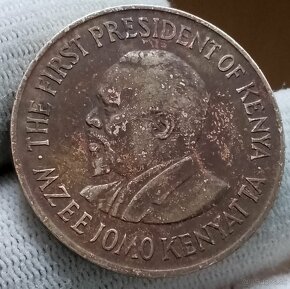 · THE FIRST PRESIDENT OF KENYA ·
MZEE JOMO KENYATTA